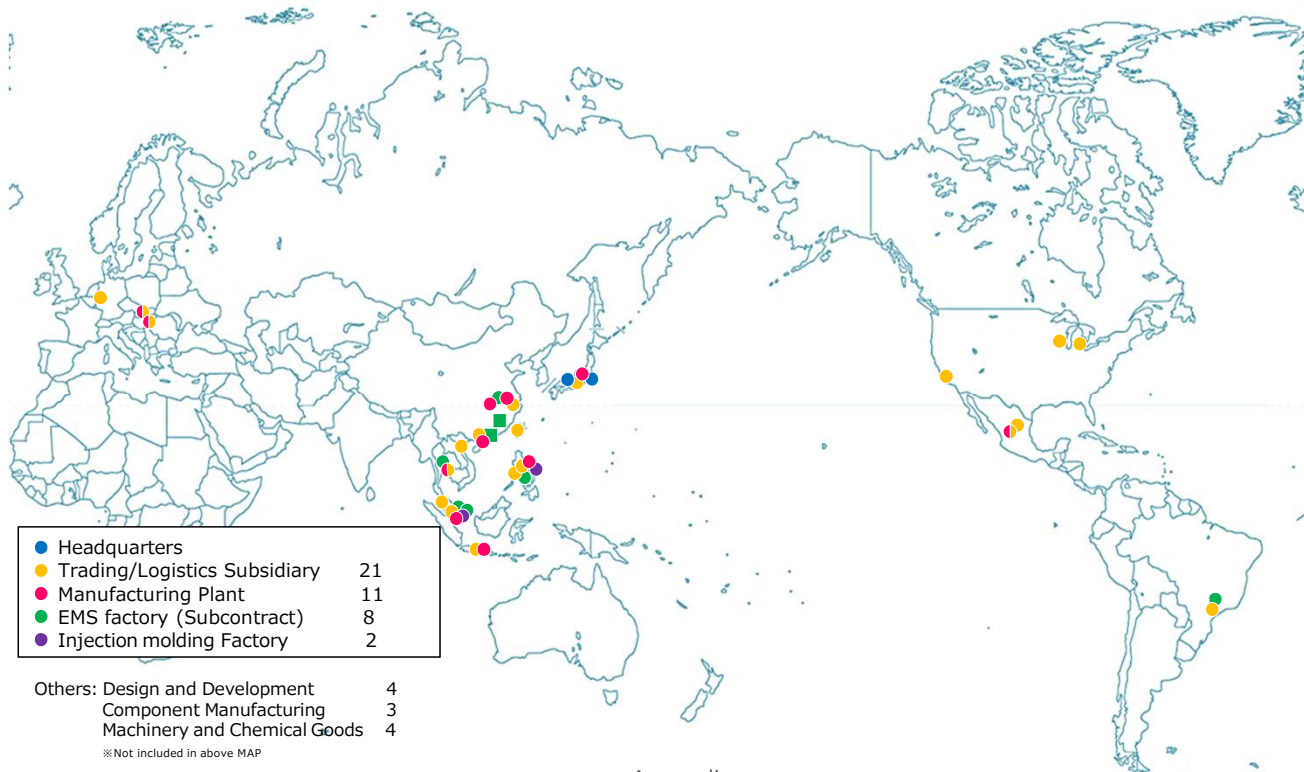 Headquarters
Trading/Logistics Subsidiary 21
Manufacturing Plant 11
EMS factory (Subcontract) 8
Injection molding Factory 2
Others: Design and Development 4
Component Manufacturing 3
Machinery and Chemical Goods 4
※Not included in above MAP